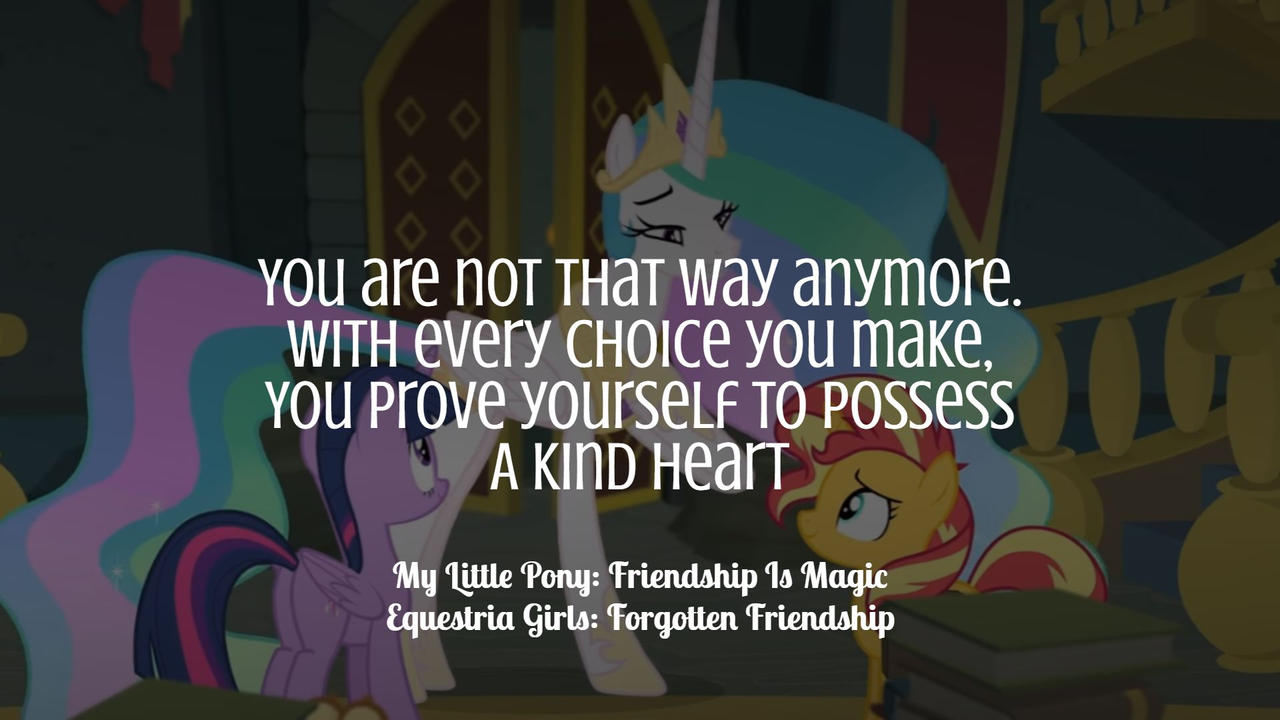 You are not that way anymore.
With every choice you make,
you prove yourself to possess
a kind heart
My Little Pony: Friendship Is Magic
Equestria Girls: Forgotten Friendship